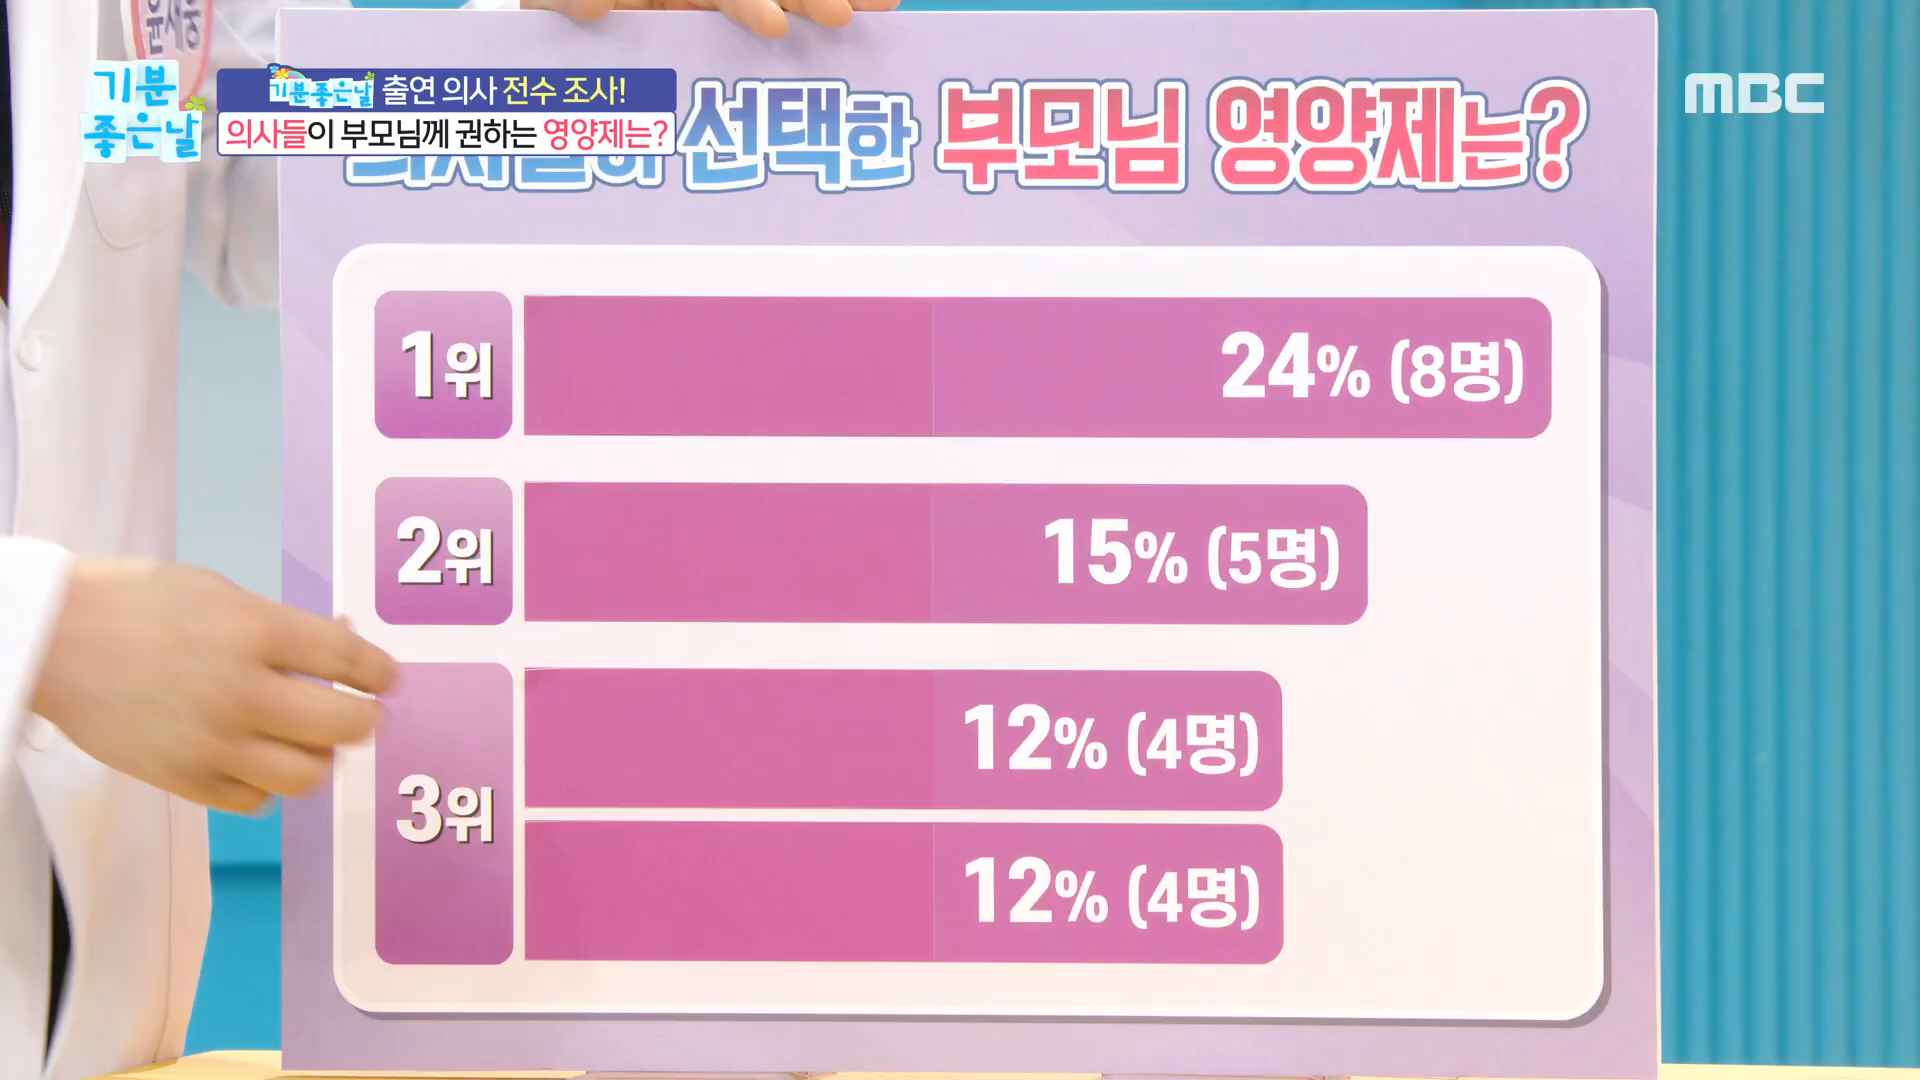 기분
좋은날
기분좋은날 출연 의사 전수 조사!
의사들이 부모님께 권하는 영양제는?
MBC
선택한 부모님 영양제는?
1위 24% (8명)
2위 15% (5명)
3위 12% (4명)
12% (4명)